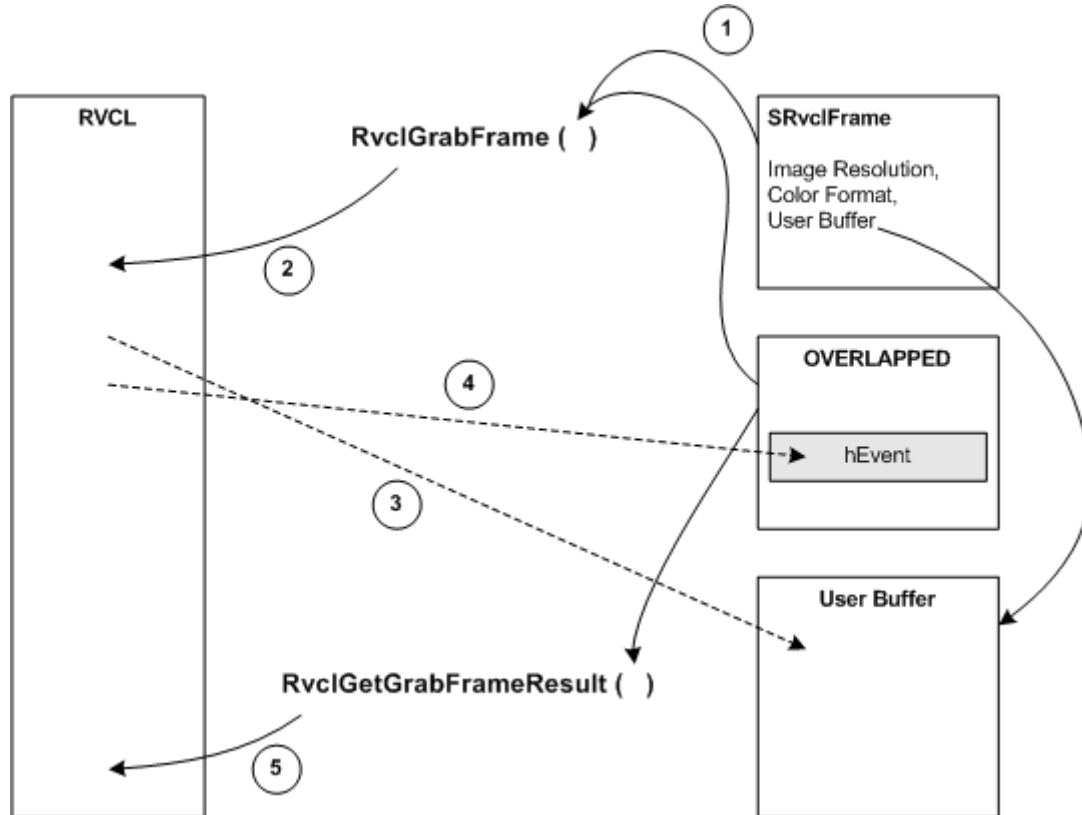 1
RVCL
RvclGrabFrame ( )
SRvclFrame
Image Resolution,
Color Format,
User Buffer
2
OVERLAPPED
4
hEvent
3
User Buffer
RvclGetGrabFrameResult ( )
5